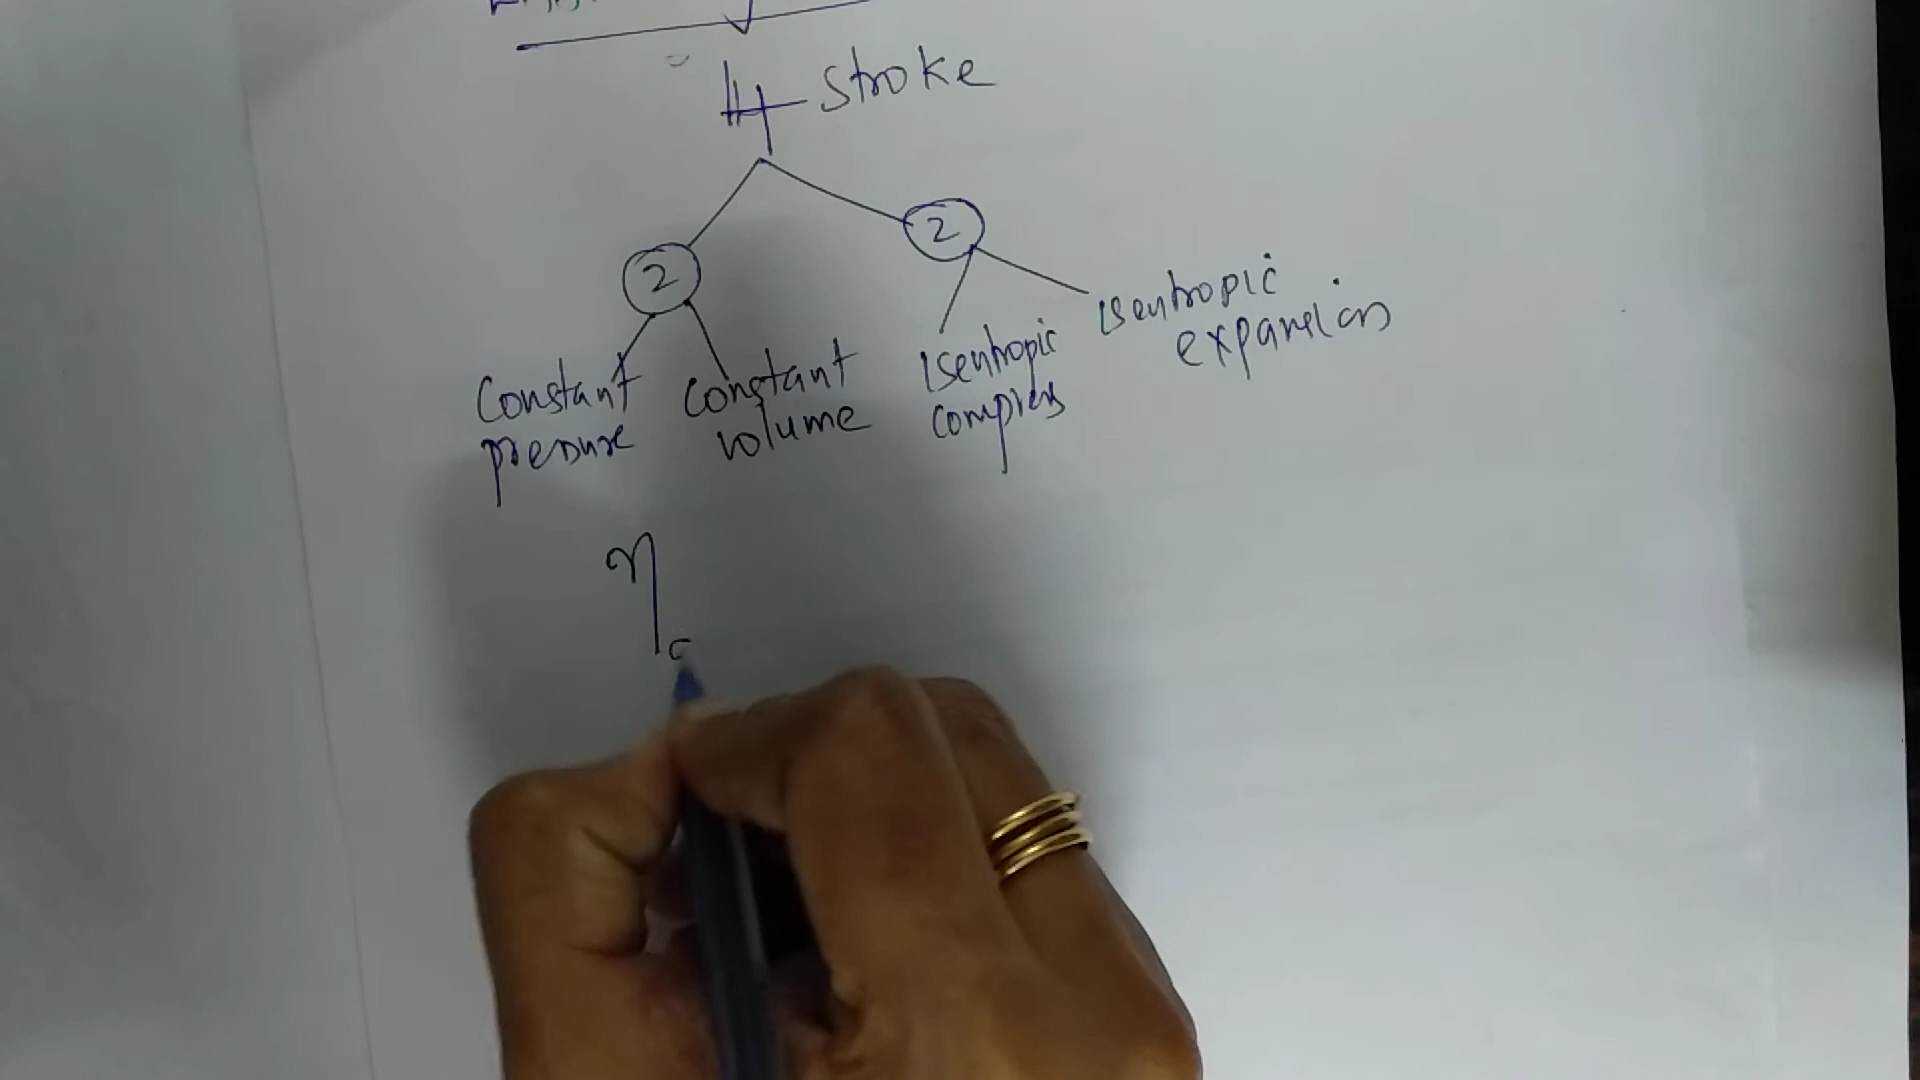 4 - stroke
2
2
Constant
pressure
constant
volume
Isentropic
compress
isentropic
expansion
η